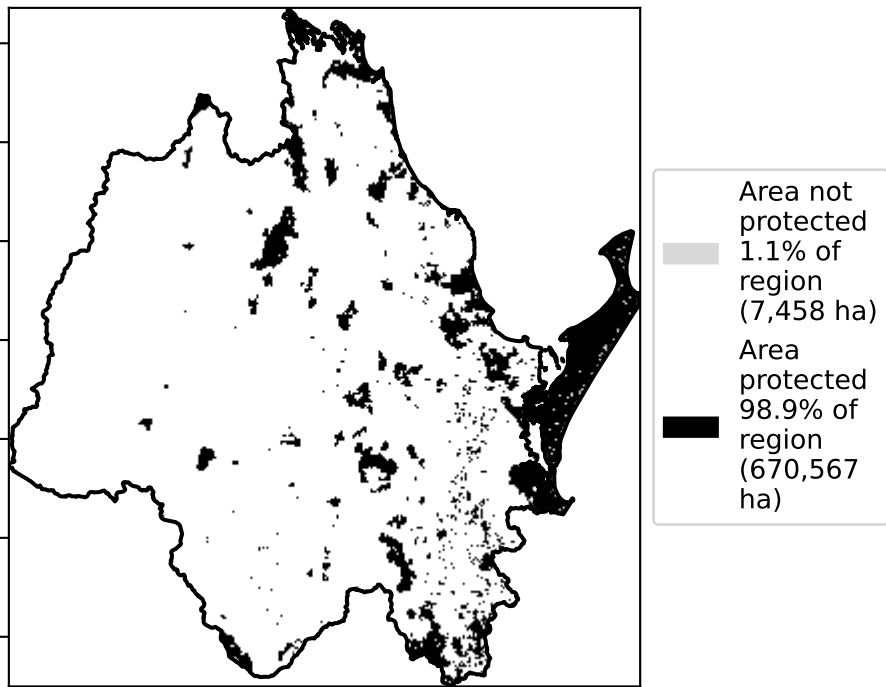 Area not
protected
1.1% of
region
(7,458 ha)
Area
protected
98.9% of
region
(670,567
ha)